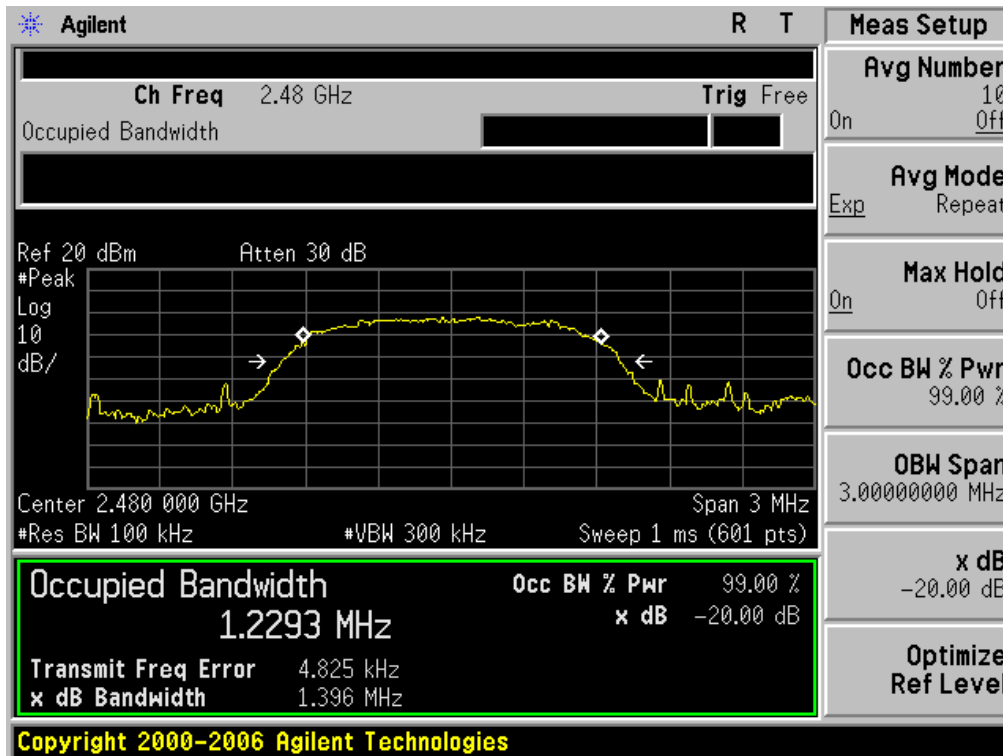 Agilent R T
Ch Freq 2.48 GHz Trig Free
Occupied Bandwidth
Ref 20 dBm Atten 30 dB
#Peak
Log
10
dB/
Center 2.480 000 GHz Span 3 MHz
#Res BW 100 kHz #VBW 300 kHz Sweep 1 ms (601 pts)
Occupied Bandwidth
1.2293 MHz
Occ BW % Pwr 99.00 %
x dB -20.00 dB
Transmit Freq Error 4.825 kHz
x dB Bandwidth 1.396 MHz
Copyright 2000-2006 Agilent Technologies
Meas Setup
Avg Number
10
On Off
Avg Mode
Exp Repeat
Max Hold
On Off
Occ BW % Pwr
99.00 %
OBW Span
3.00000000 MHz
x dB
-20.00 dB
Optimize
Ref Level